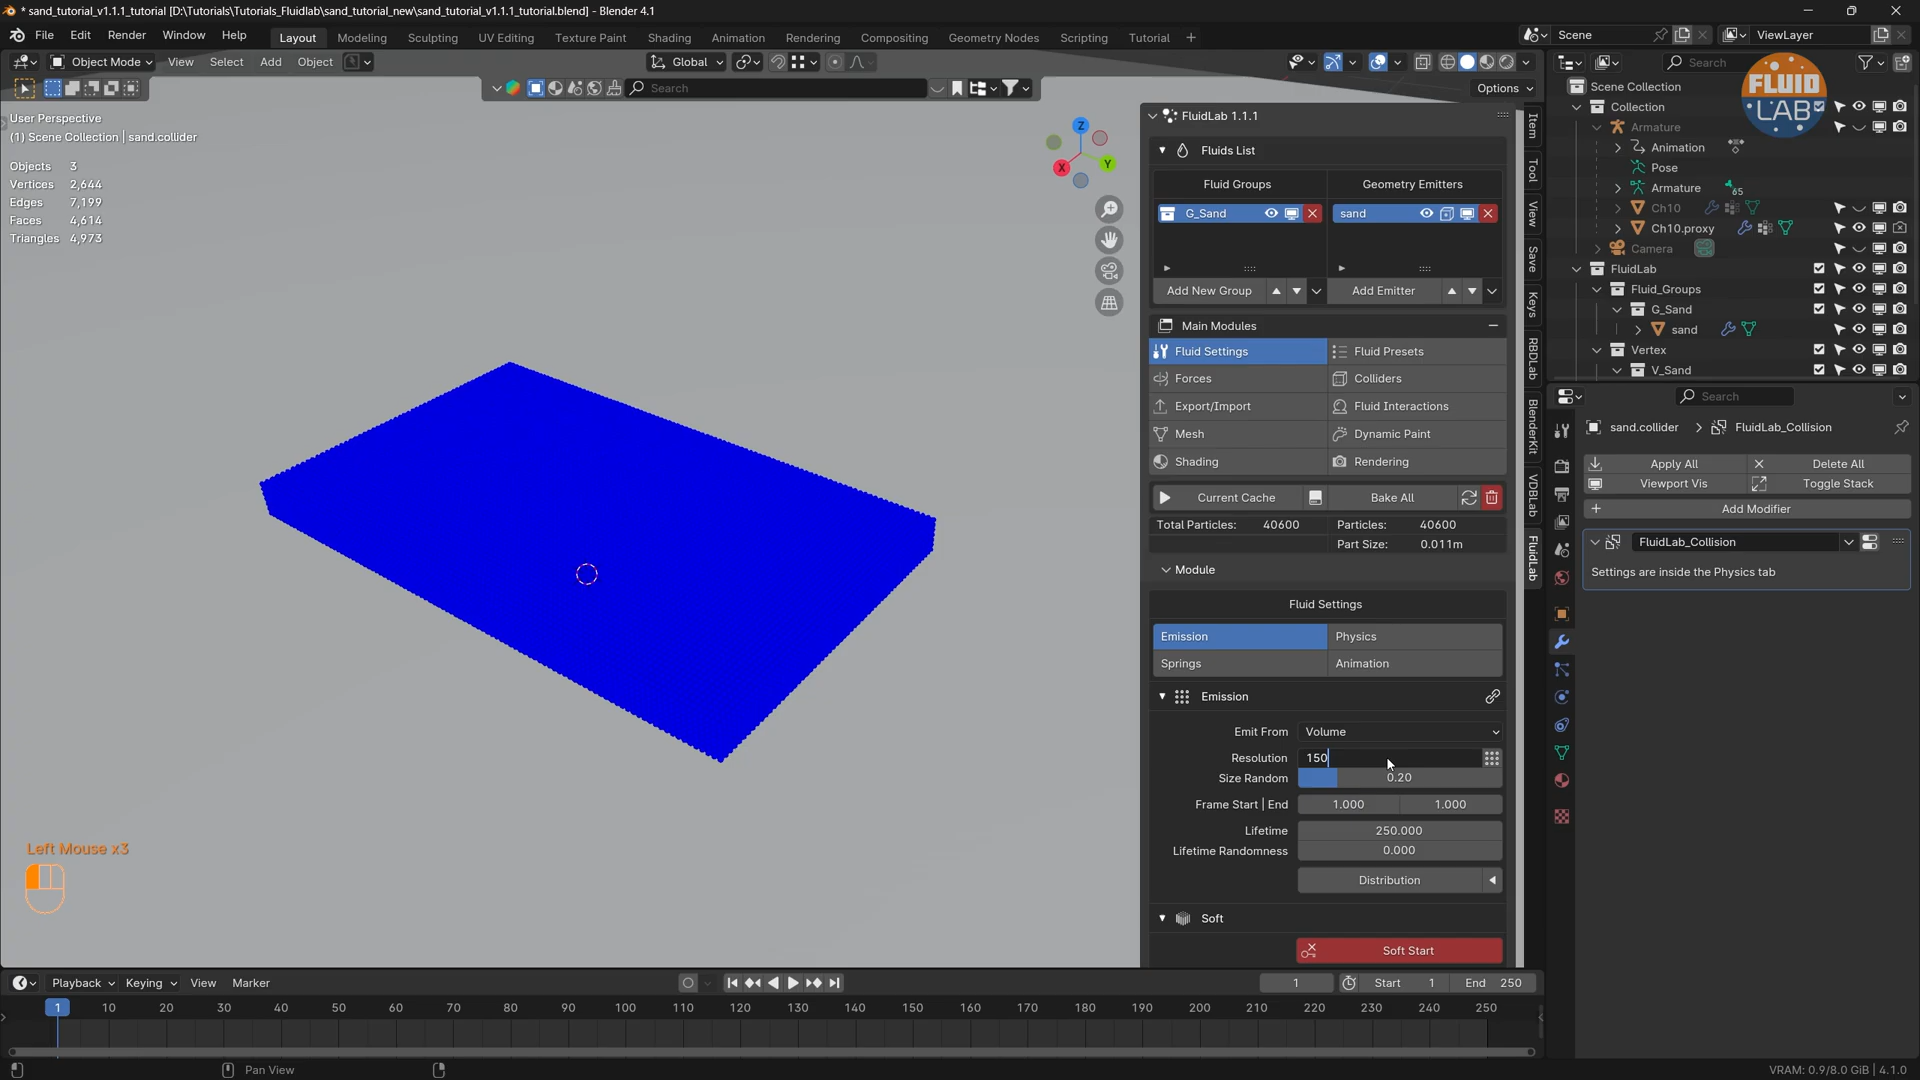 * sand_tutorial_v1.1.1_tutorial [D:\Tutorials\Tutorials_Fluidlab\sand_tutorial_new\sand_tutorial_v1.1.1_tutorial.blend] - Blender 4.1
File Edit Render Window Help Layout Modeling Sculpting UV Editing Texture Paint Shading Animation Rendering Compositing Geometry Nodes Scripting Tutorial + Scene ViewLayer
Object Mode View Select Add Object Global Search
Search Options
User Perspective
(1) Scene Collection | sand.collider
Objects 3
Vertices 2,644
Edges 7,199
Faces 4,614
Triangles 4,973
Z
X
Y
Left Mouse x3
FluidLab 1.1.1
Fluids List
Fluid Groups Geometry Emitters
G_Sand sand
Add New Group Add Emitter
Main Modules
Fluid Settings Fluid Presets
Forces Colliders
Export/Import Fluid Interactions
Mesh Dynamic Paint
Shading Rendering
Current Cache Bake All
Total Particles: 40600 Particles: 40600
Part Size: 0.011m
Module
Fluid Settings
Emission Physics
Springs Animation
Emission
Emit From Volume
Resolution 150
Size Random 0.20
Frame Start | End 1.000 1.000
Lifetime 250.000
Lifetime Randomness 0.000
Distribution
Soft
Soft Start
Item
Tool
View
Save
Keys
RBDLab
BlenderKit
VDBLab
FluidLab
FLUID
LAB
Scene Collection
Collection
Armature
Animation
Pose
Armature 65
Ch10
Ch10.proxy
Camera
FluidLab
Fluid_Groups
G_Sand
sand
Vertex
V_Sand
Search
sand.collider FluidLab_Collision
Apply All Delete All
Viewport Vis Toggle Stack
Add Modifier
FluidLab_Collision
Settings are inside the Physics tab
Playback Keying View Marker 1 Start 1 End 250
1 10 20 30 40 50 60 70 80 90 100 110 120 130 140 150 160 170 180 190 200 210 220 230 240 250
Pan View VRAM: 0.9/8.0 GiB | 4.1.0